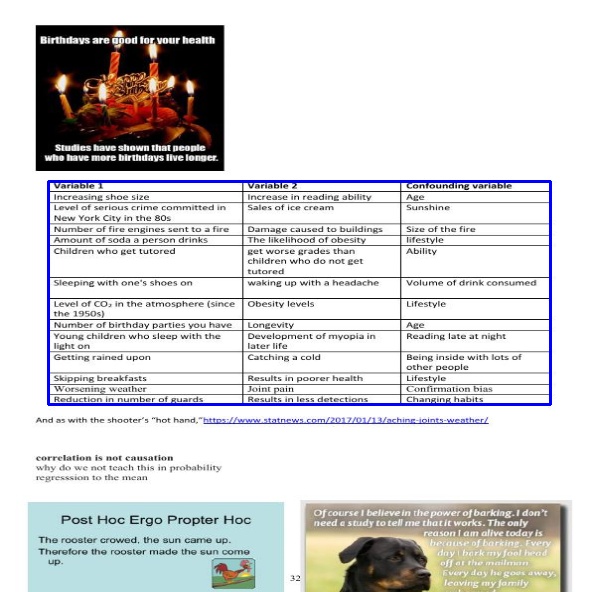 Birthdays are good for your health
Studies have shown that people
who have more birthdays live longer.
Variable 1 Variable 2 Confounding variable
Increasing shoe size Increase in reading ability Age
Level of serious crime committed in Sales of ice cream Sunshine
New York City in the 80s
Number of fire engines sent to a fire Damage caused to buildings Size of the fire
Amount of soda a person drinks The likelihood of obesity lifestyle
Children who get tutored get worse grades than Ability
children who do not get
tutored
Sleeping with one's shoes on waking up with a headache Volume of drink consumed
Level of CO₂ in the atmosphere (since Obesity levels Lifestyle
the 1950s)
Number of birthday parties you have Longevity Age
Young children who sleep with the Development of myopia in Reading late at night
light on later life
Getting rained upon Catching a cold Being inside with lots of
other people
Skipping breakfasts Results in poorer health Lifestyle
Worsening weather Joint pain Confirmation bias
Reduction in number of guards Results in less detections Changing habits
And as with the shooter's "hot hand,"https://www.statnews.com/2017/01/13/aching-joints-weather/
correlation is not causation
why do we not teach this in probability
regresssion to the mean
Post Hoc Ergo Propter Hoc
The rooster crowed, the sun came up.
Therefore the rooster made the sun come
up.
32
Of course I believe in the power of barking. I don't
need a study to tell me that it works. The only
reason I am alive today is
because of barking. Every
day I bark my fool head
off at the mailman.
Every day he goes away,
leaving my family